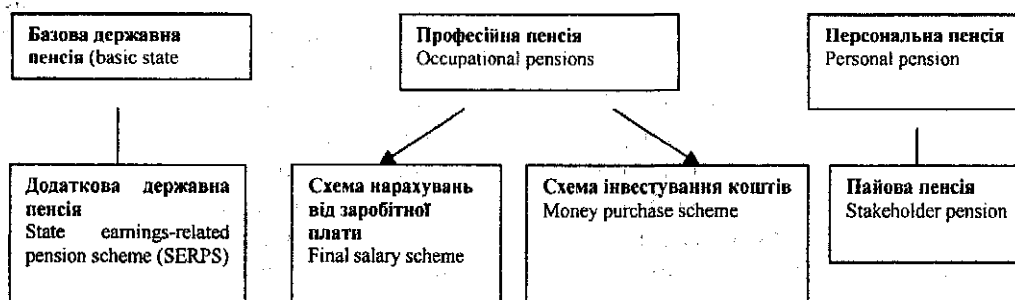 Базова державна
пенсія (basic state
Професійна пенсія
Occupational pensions
Персональна пенсія
Personal pension
Додаткова державна
пенсія
State earnings-related
pension scheme (SERPS)
Схема нарахувань
від заробітної
плати
Final salary scheme
Схема інвестування коштів
Money purchase scheme
Пайова пенсія
Stakeholder pension